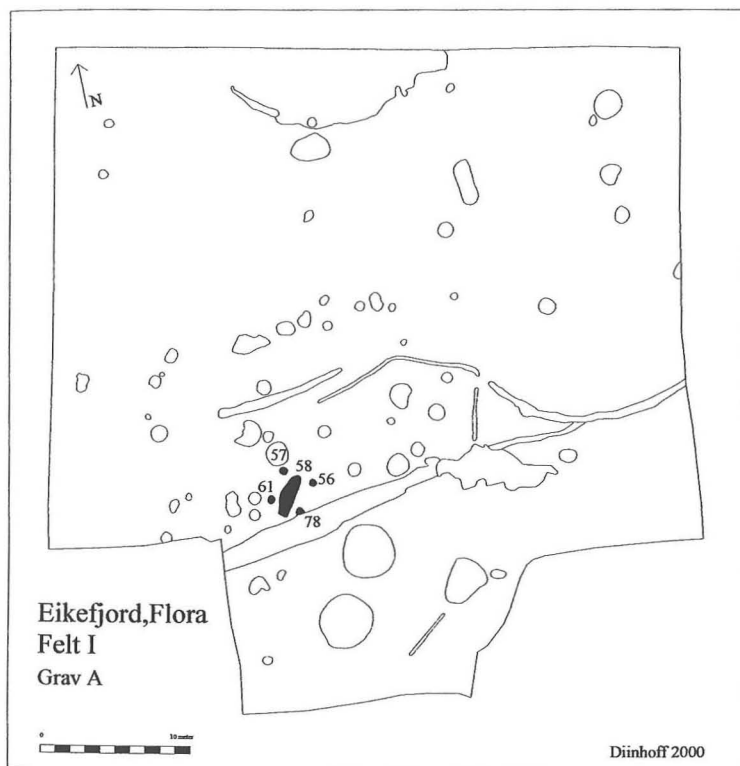 N
57
58
56
61
78
Eikefjord,Flora
Felt I
Grav A
0
10 meter
Diinhoff 2000